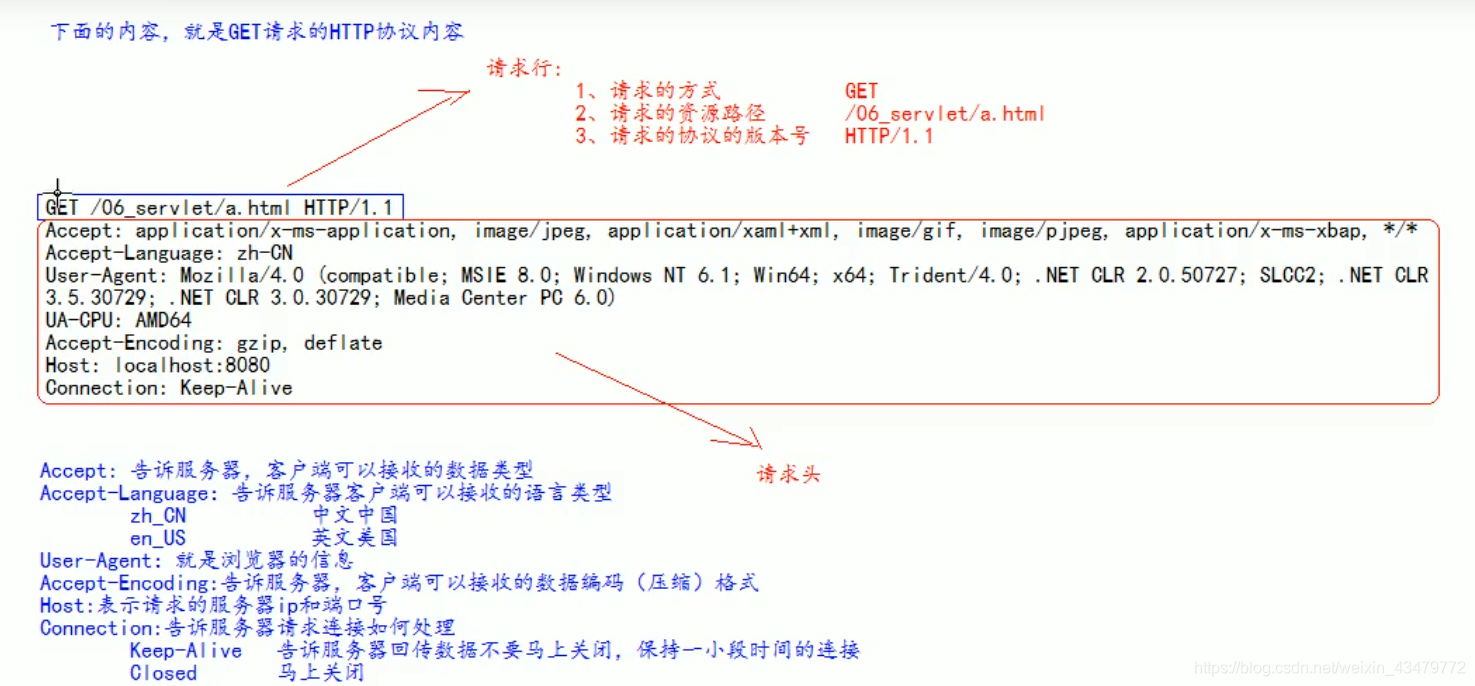 下面的内容，就是GET请求的HTTP协议内容
请求行：
1、请求的方式 GET
2、请求的资源路径 /06_servlet/a.html
3、请求的协议的版本号 HTTP/1.1
GET /06_servlet/a.html HTTP/1.1
Accept: application/x-ms-application, image/jpeg, application/xaml+xml, image/gif, image/pjpeg, application/x-ms-xbap, */*
Accept-Language: zh-CN
User-Agent: Mozilla/4.0 (compatible; MSIE 8.0; Windows NT 6.1; Win64; x64; Trident/4.0; .NET CLR 2.0.50727; SLCC2; .NET CLR
3.5.30729; .NET CLR 3.0.30729; Media Center PC 6.0)
UA-CPU: AMD64
Accept-Encoding: gzip, deflate
Host: localhost:8080
Connection: Keep-Alive
请求头
Accept: 告诉服务器，客户端可以接收的数据类型
Accept-Language: 告诉服务器客户端可以接收的语言类型
zh_CN 中文中国
en_US 英文美国
User-Agent: 就是浏览器的信息
Accept-Encoding:告诉服务器，客户端可以接收的数据编码（压缩）格式
Host:表示请求的服务器ip和端口号
Connection:告诉服务器请求连接如何处理
Keep-Alive 告诉服务器回传数据不要马上关闭，保持一小段时间的连接
Closed 马上关闭
https://blog.csdn.net/weixin_43479772